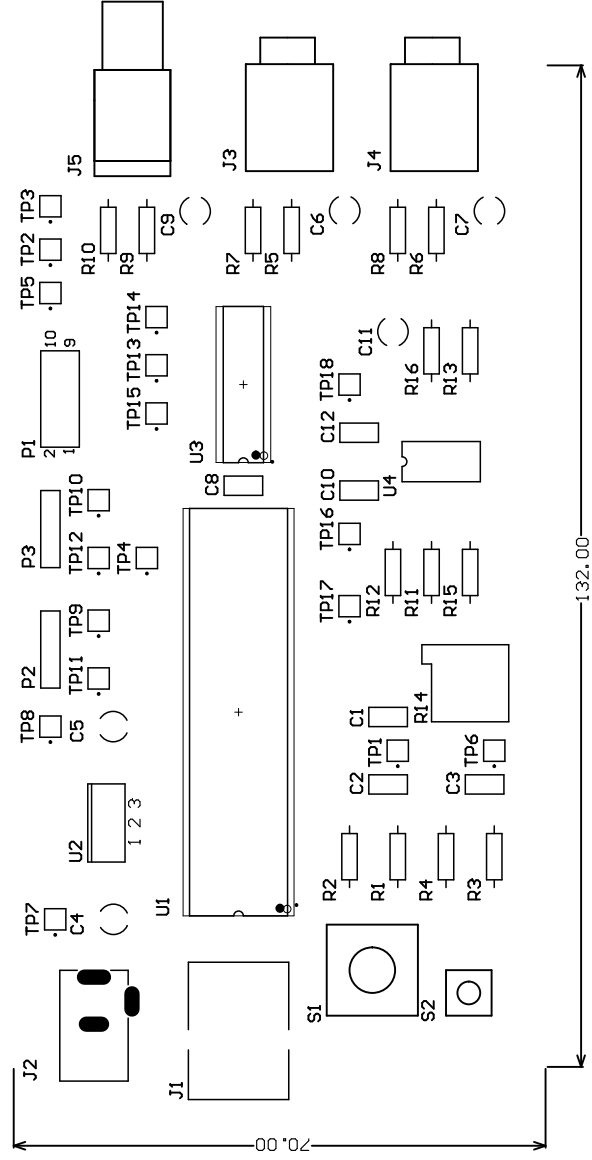 J5
J3
J4
TP3
TP2
TP5
R10
R9
C9
R7
R5
C6
R8
R6
C7
TP14
TP13
TP15
10
9
P1
2
1
U3
C11
R16
R13
TP18
C12
C8
C10
U4
TP10
P3
TP12
TP4
TP16
TP17
R12
R11
R15
132.00
TP9
P2
TP11
TP8
C5
C1
R14
TP1
TP6
C2
C3
U2
1 2 3
R2
R1
R4
R3
TP7
C4
U1
J2
J1
S1
S2
70.00